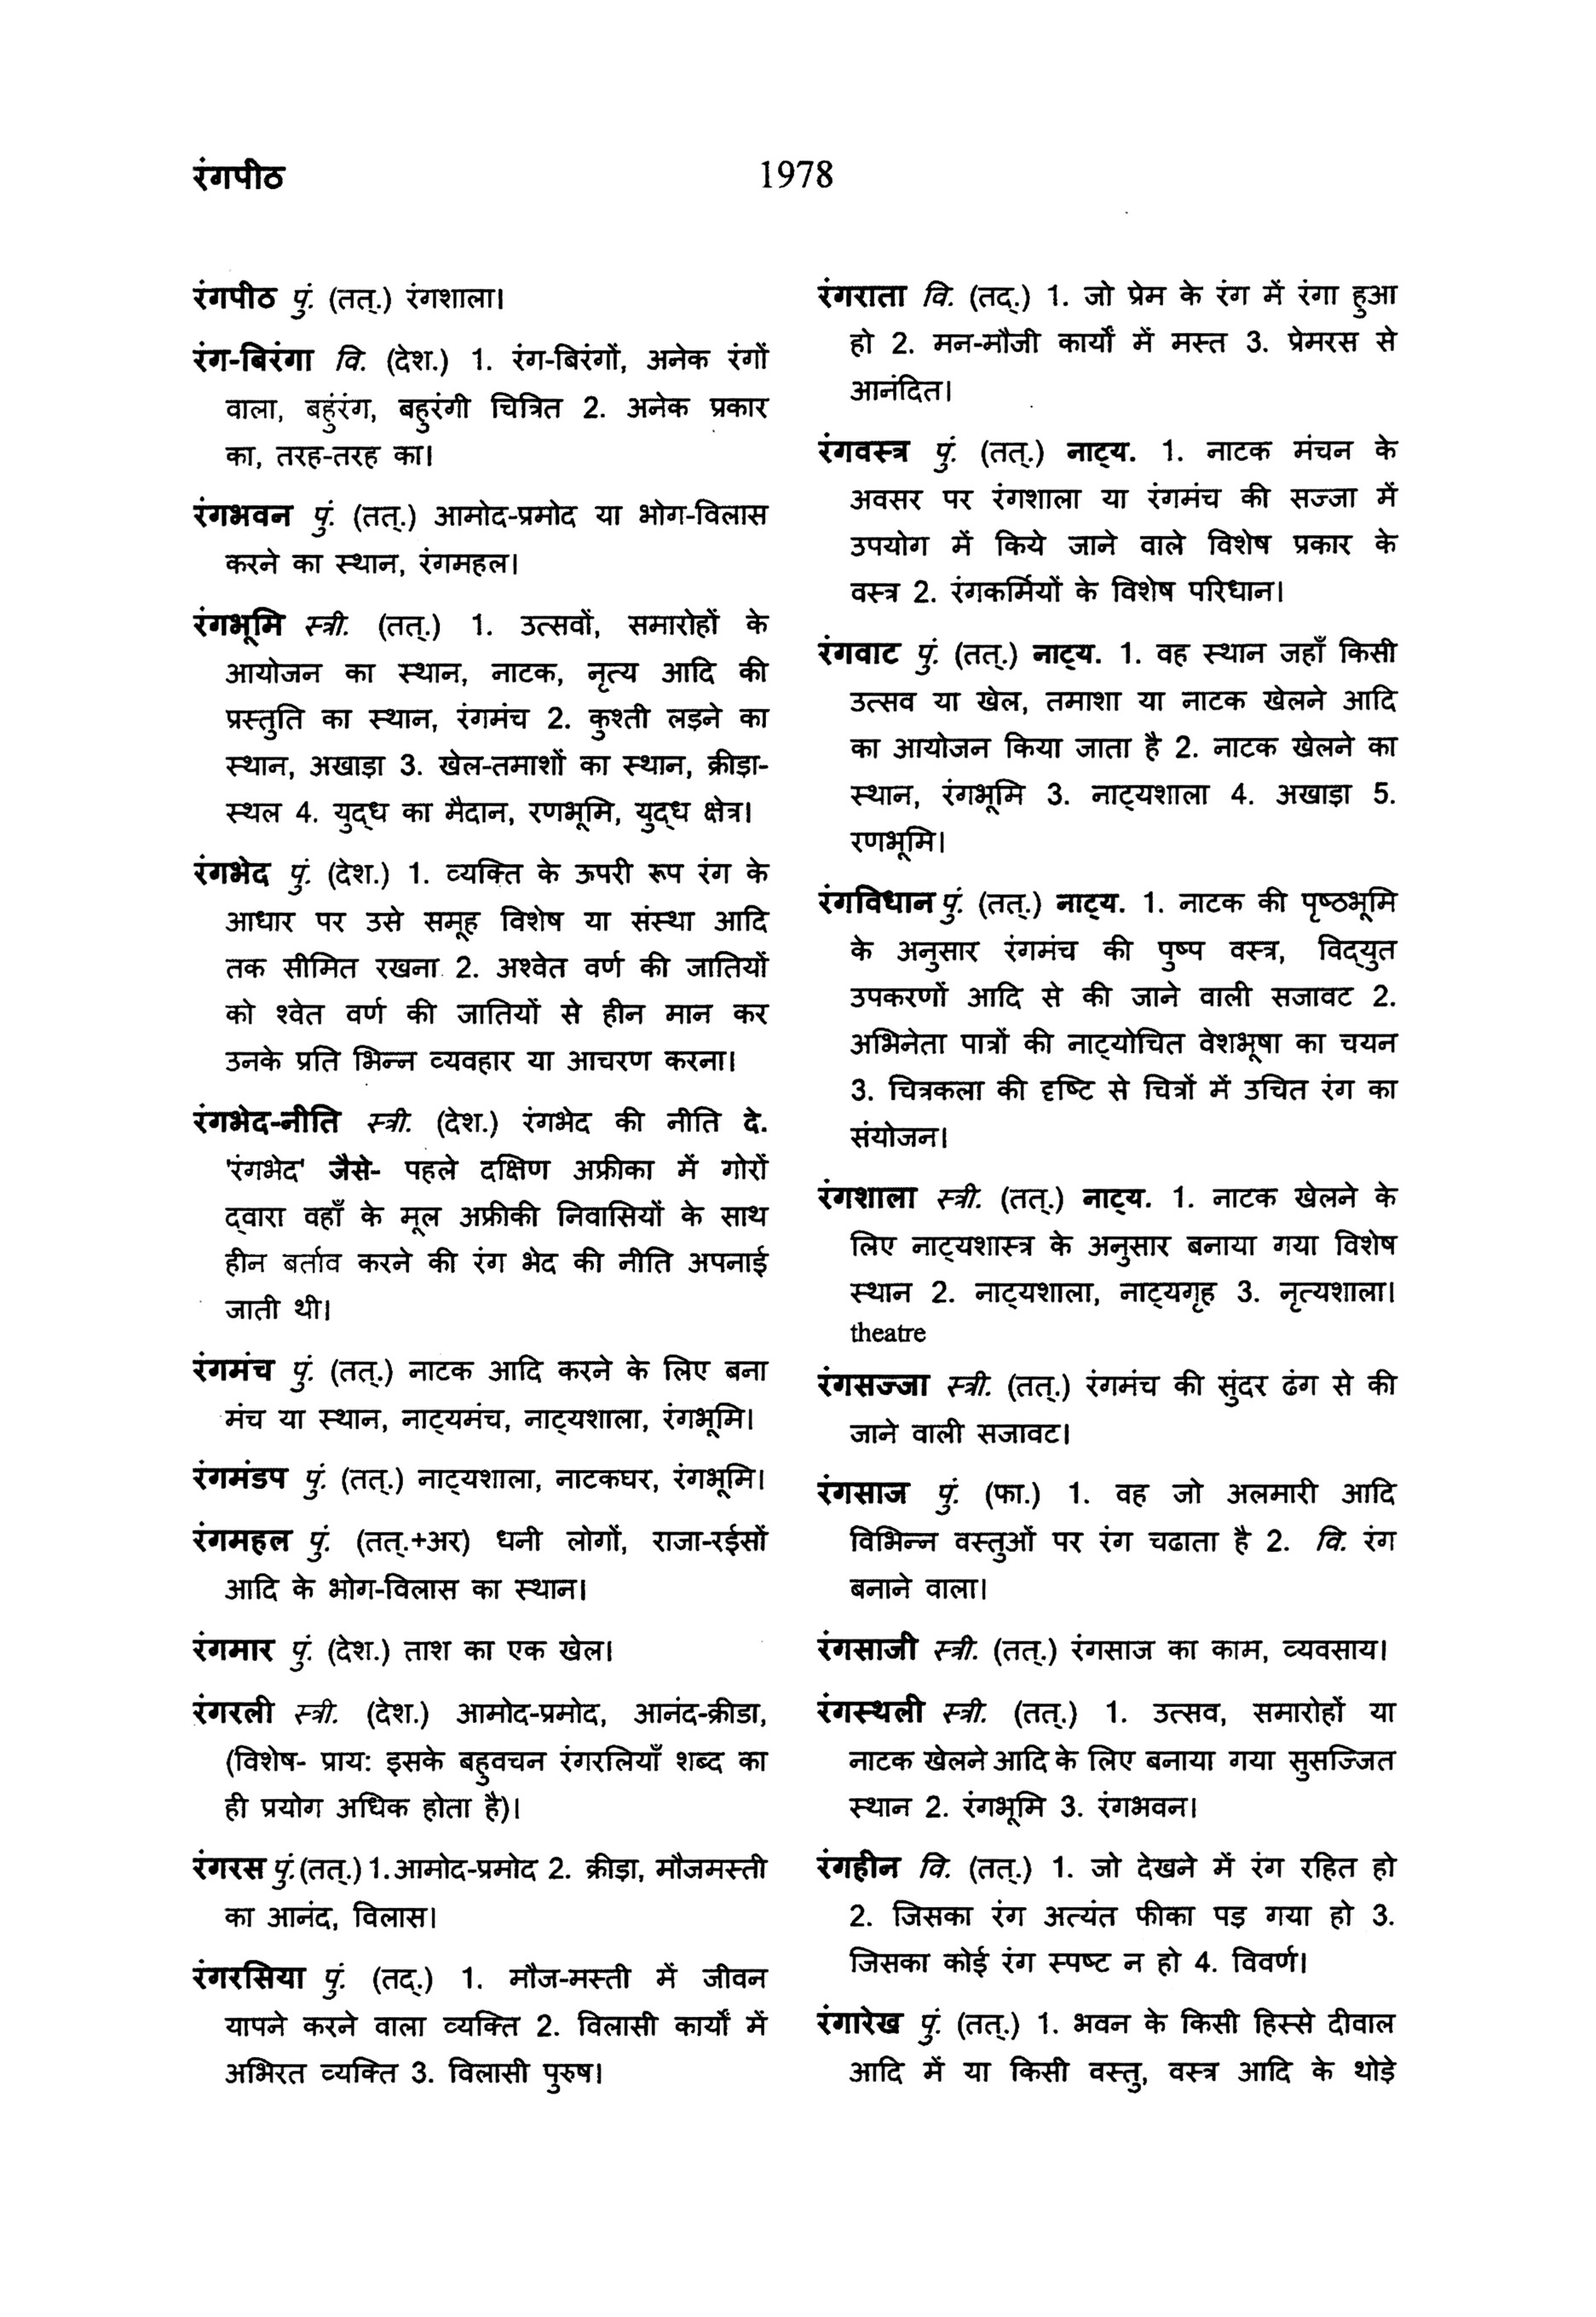 रंगपीठ
1978
रंगपीठ पुं. (तत्.) रंगशाला।
रंग-बिरंगा वि. (देश.) 1. रंग-बिरंगों, अनेक रंगों
वाला, बहुंरंग, बहुरंगी चित्रित 2. अनेक प्रकार
का, तरह-तरह का।
रंगभवन पुं. (तत्.) आमोद-प्रमोद या भोग-विलास
करने का स्थान, रंगमहल।
रंगभूमि स्त्री. (तत्.) 1. उत्सवों, समारोहों के
आयोजन का स्थान, नाटक, नृत्य आदि की
प्रस्तुति का स्थान, रंगमंच 2. कुश्ती लड़ने का
स्थान, अखाड़ा 3. खेल-तमाशों का स्थान, क्रीड़ा-
स्थल 4. युद्ध का मैदान, रणभूमि, युद्ध क्षेत्र।
रंगभेद पुं. (देश.) 1. व्यक्ति के ऊपरी रूप रंग के
आधार पर उसे समूह विशेष या संस्था आदि
तक सीमित रखना 2. अश्वेत वर्ण की जातियों
को श्वेत वर्ण की जातियों से हीन मान कर
उनके प्रति भिन्न व्यवहार या आचरण करना।
रंगभेद-नीति स्त्री. (देश.) रंगभेद की नीति दे.
'रंगभेद' जैसे- पहले दक्षिण अफ्रीका में गोरों
द्वारा वहाँ के मूल अफ्रीकी निवासियों के साथ
हीन बर्ताव करने की रंग भेद की नीति अपनाई
जाती थी।
रंगमंच पुं. (तत्.) नाटक आदि करने के लिए बना
मंच या स्थान, नाट्यमंच, नाट्यशाला, रंगभूमि।
रंगमंडप पुं. (तत्.) नाट्यशाला, नाटकघर, रंगभूमि।
रंगमहल पुं. (तत्.+अर) धनी लोगों, राजा-रईसों
आदि के भोग-विलास का स्थान।
रंगमार पुं. (देश.) ताश का एक खेल।
रंगरली स्त्री. (देश.) आमोद-प्रमोद, आनंद-क्रीडा,
(विशेष- प्राय: इसके बहुवचन रंगरलियाँ शब्द का
ही प्रयोग अधिक होता है)।
रंगरस पुं.(तत्.) 1.आमोद-प्रमोद 2. क्रीड़ा, मौजमस्ती
का आनंद, विलास।
रंगरसिया पुं. (तद्.) 1. मौज-मस्ती में जीवन
यापने करने वाला व्यक्ति 2. विलासी कार्यों में
अभिरत व्यक्ति 3. विलासी पुरुष।
रंगराता वि. (तद्.) 1. जो प्रेम के रंग में रंगा हुआ
हो 2. मन-मौजी कार्यों में मस्त 3. प्रेमरस से
आनंदित।
रंगवस्त्र पुं. (तत्.) नाट्य. 1. नाटक मंचन के
अवसर पर रंगशाला या रंगमंच की सज्जा में
उपयोग में किये जाने वाले विशेष प्रकार के
वस्त्र 2. रंगकर्मियों के विशेष परिधान।
रंगवाट पुं. (तत्.) नाट्य. 1. वह स्थान जहाँ किसी
उत्सव या खेल, तमाशा या नाटक खेलने आदि
का आयोजन किया जाता है 2. नाटक खेलने का
स्थान, रंगभूमि 3. नाट्यशाला 4. अखाड़ा 5.
रणभूमि।
रंगविधान पुं. (तत्.) नाट्य. 1. नाटक की पृष्ठभूमि
के अनुसार रंगमंच की पुष्प वस्त्र, विद्युत
उपकरणों आदि से की जाने वाली सजावट 2.
अभिनेता पात्रों की नाट्योचित वेशभूषा का चयन
3. चित्रकला की दृष्टि से चित्रों में उचित रंग का
संयोजन।
रंगशाला स्त्री. (तत्.) नाट्य. 1. नाटक खेलने के
लिए नाट्यशास्त्र के अनुसार बनाया गया विशेष
स्थान 2. नाट्यशाला, नाट्यगृह 3. नृत्यशाला।
theatre
रंगसज्जा स्त्री. (तत्.) रंगमंच की सुंदर ढंग से की
जाने वाली सजावट।
रंगसाज पुं. (फा.) 1. वह जो अलमारी आदि
विभिन्न वस्तुओं पर रंग चढाता है 2. वि. रंग
बनाने वाला।
रंगसाजी स्त्री. (तत्.) रंगसाज का काम, व्यवसाय।
रंगस्थली स्त्री. (तत्.) 1. उत्सव, समारोहों या
नाटक खेलने आदि के लिए बनाया गया सुसज्जित
स्थान 2. रंगभूमि 3. रंगभवन।
रंगहीन वि. (तत्.) 1. जो देखने में रंग रहित हो
2. जिसका रंग अत्यंत फीका पड़ गया हो 3.
जिसका कोई रंग स्पष्ट न हो 4. विवर्ण।
रंगारेख पुं. (तत्.) 1. भवन के किसी हिस्से दीवाल
आदि में या किसी वस्तु, वस्त्र आदि के थोड़े